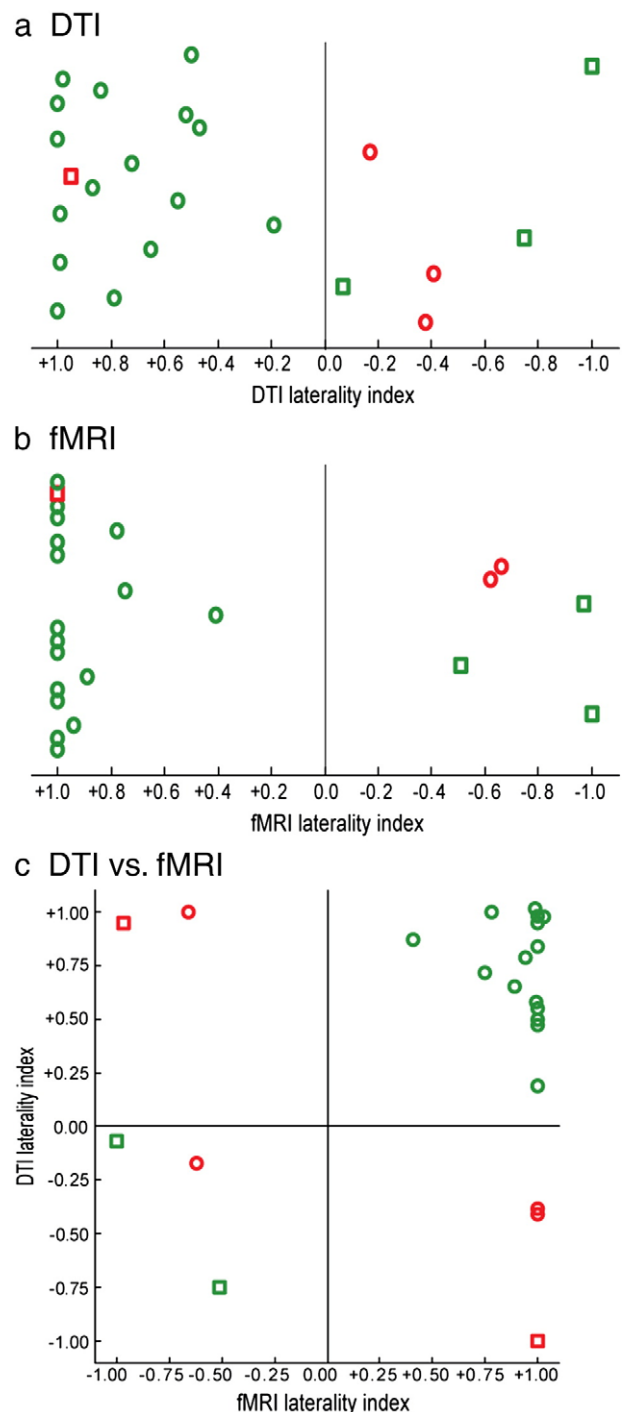 a DTI
+1.0 +0.8 +0.6 +0.4 +0.2 0.0 -0.2 -0.4 -0.6 -0.8 -1.0
DTI laterality index
b fMRI
+1.0 +0.8 +0.6 +0.4 +0.2 0.0 -0.2 -0.4 -0.6 -0.8 -1.0
fMRI laterality index
c DTI vs. fMRI
DTI laterality index
+1.00
+0.75
+0.50
+0.25
0.00
-0.25
-0.50
-0.75
-1.00
-1.00 -0.75 -0.50 -0.25 0.00 +0.25 +0.50 +0.75 +1.00
fMRI laterality index